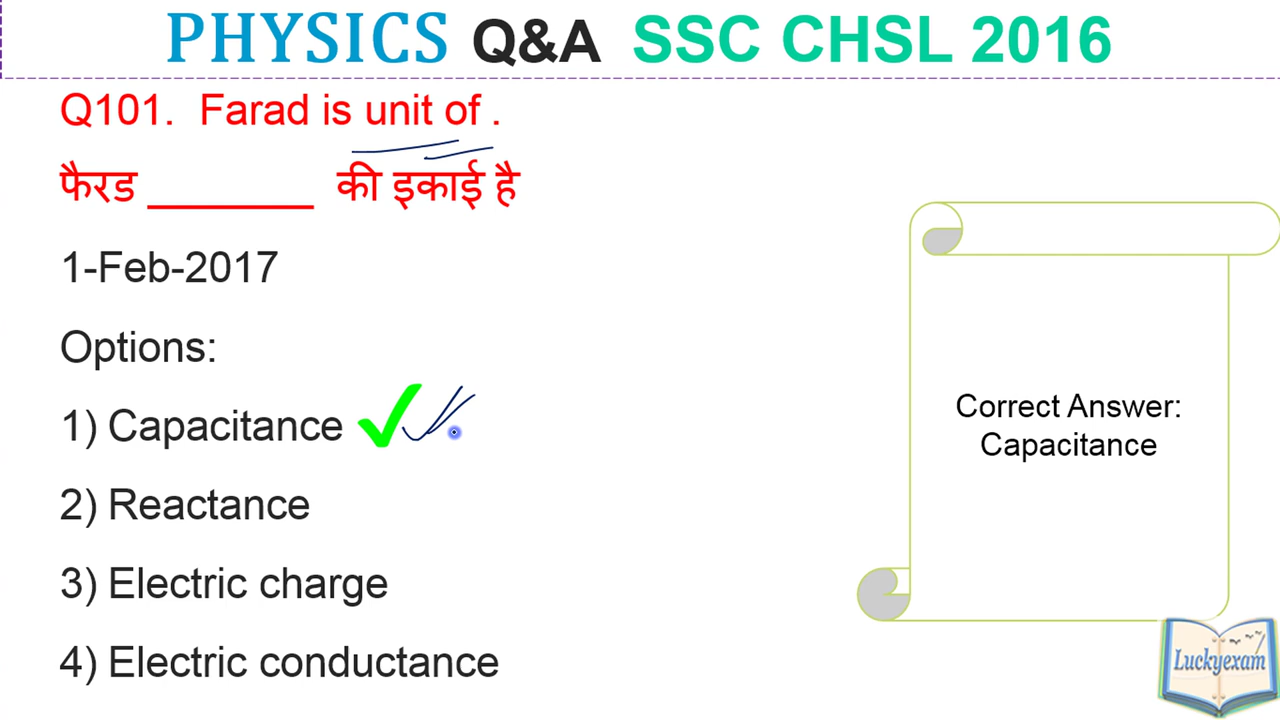 PHYSICS Q&A SSC CHSL 2016
Q101. Farad is unit of .
फैरड ________ की इकाई है
1-Feb-2017
Options:
1) Capacitance
2) Reactance
3) Electric charge
4) Electric conductance
Correct Answer:
Capacitance
Luckyexam